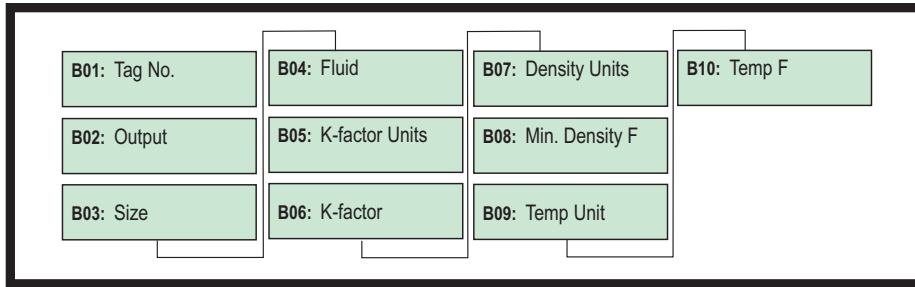 B01: Tag No.
B02: Output
B03: Size
B04: Fluid
B05: K-factor Units
B06: K-factor
B07: Density Units
B08: Min. Density F
B09: Temp Unit
B10: Temp F